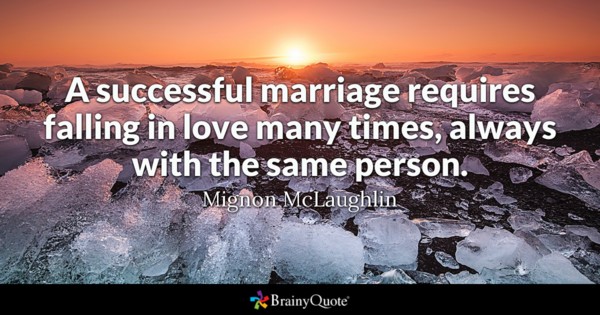 A successful marriage requires
falling in love many times, always
with the same person.
Mignon McLaughlin
BrainyQuote